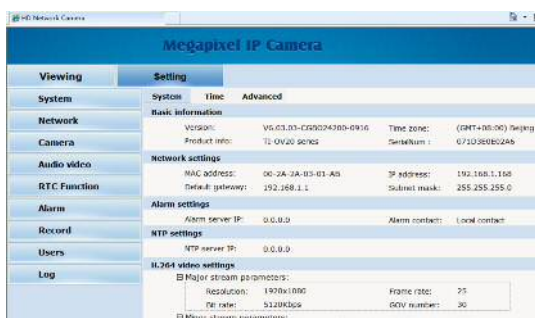 HD Network Camera
Megapixel IP Camera
Viewing Setting
System
Network
Camera
Audio video
RTC Function
Alarm
Record
Users
Log
System Time Advanced
Basic information
Version: Time zone: (GMT+08:00) Beijing
Product info: TI-OV20 series SerialNum : 071D3E0E02A6
Network settings
MAC address: 00-2A-2A-03-01-A6 IP address: 192.168.1.168
Default gateway: 192.168.1.1 Subnet mask: 255.255.255.0
Alarm settings
Alarm server IP: 0.0.0.0 Alarm contact: Local contact
NTP settings
NTP server IP: 0.0.0.0
H.264 video settings
Major stream parameters:
Resolution: 1920x1080 Frame rate: 25
Bit rate: 5120Kbps GOV number: 30
Minor stream parameters: